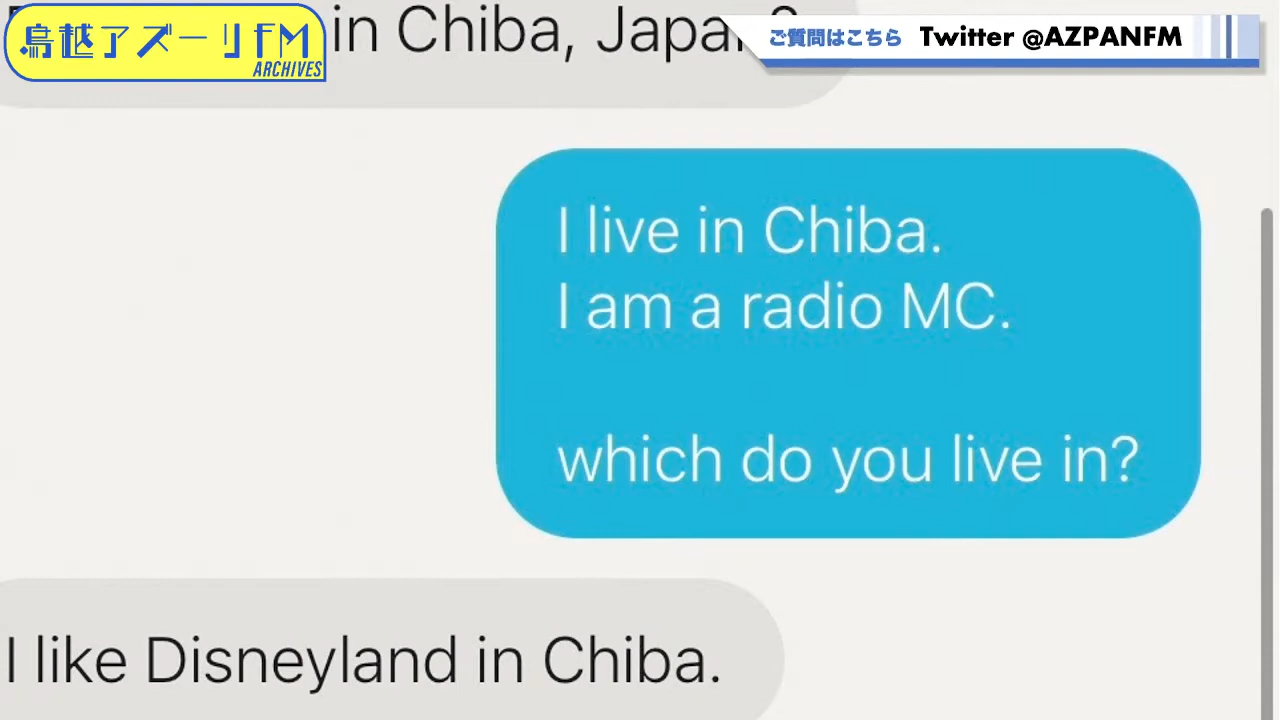 鳥越アズーリFM
ARCHIVES
ご質問はこちら Twitter @AZPANFM
in Chiba,
I live in Chiba.
I am a radio MC.
which do you live in?
I like Disneyland in Chiba.